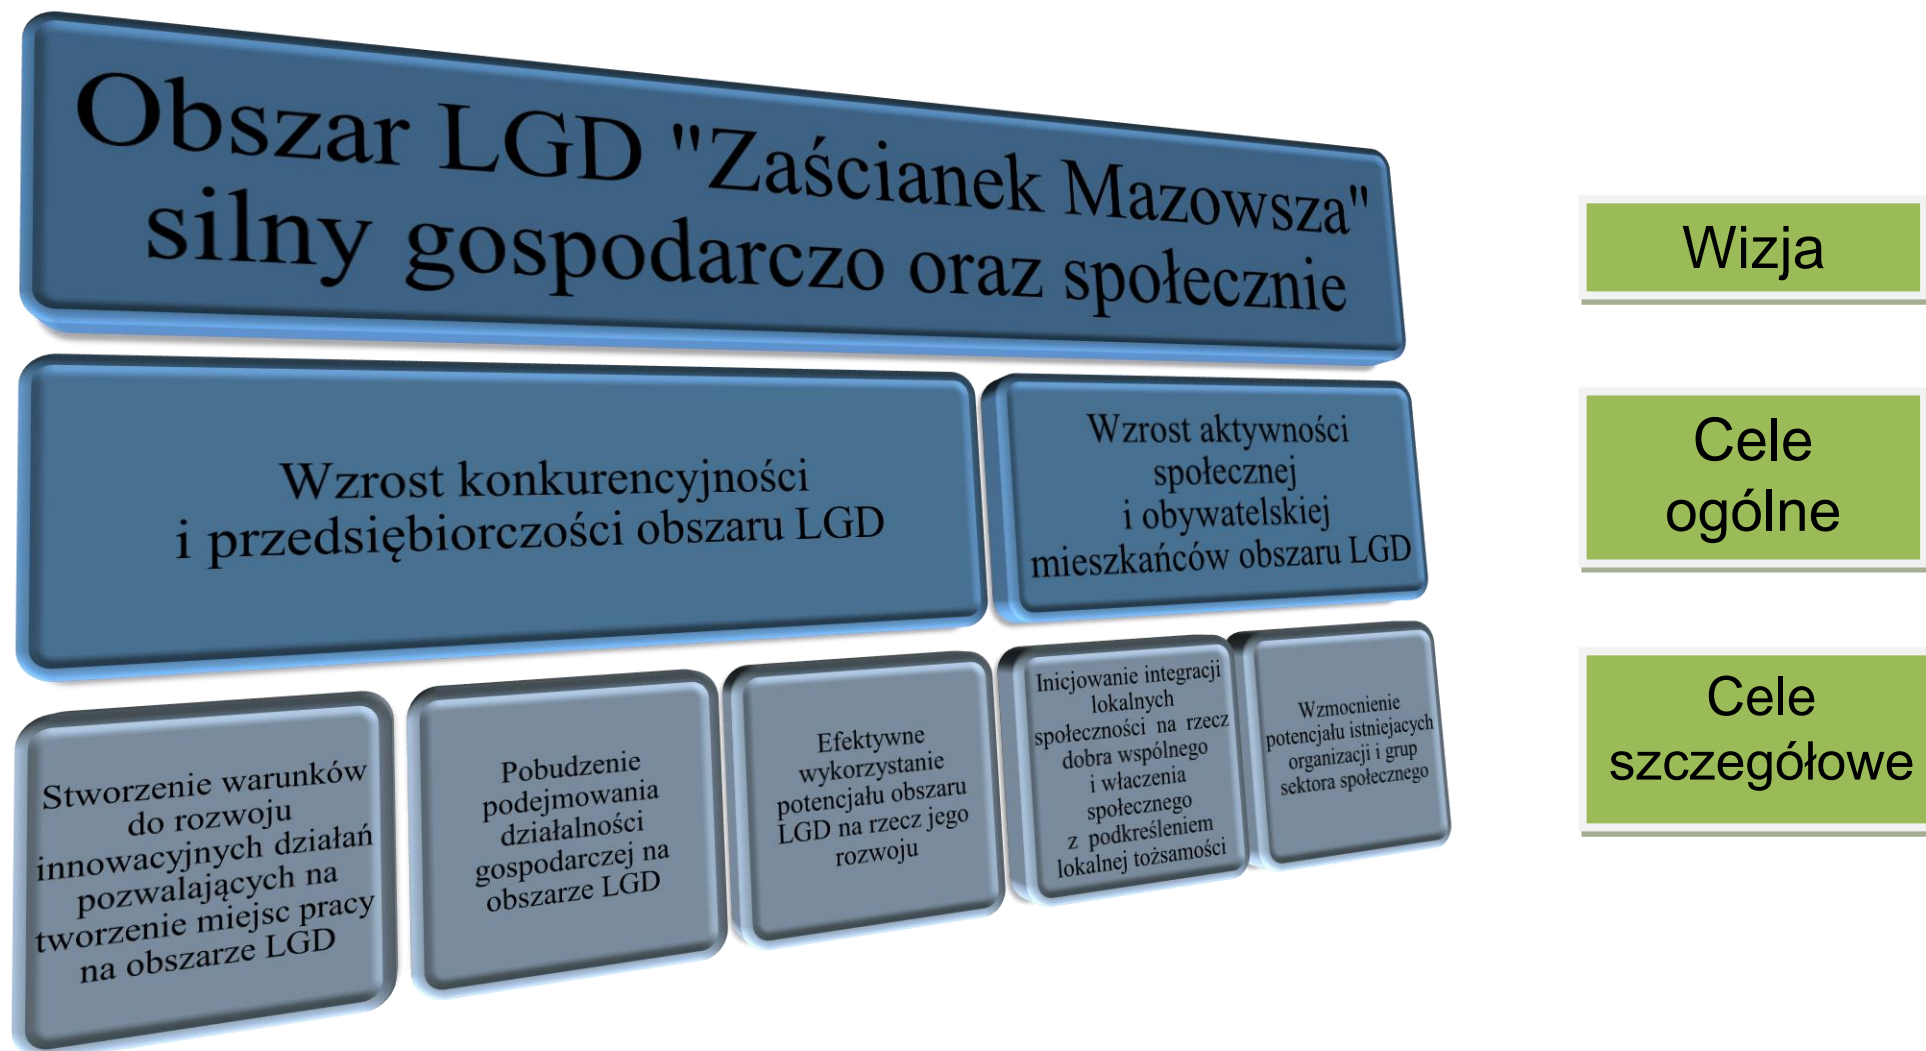 Obszar LGD "Zaścianek Mazowsza"
silny gospodarczo oraz społecznie
Wizja
Wzrost konkurencyjności
i przedsiębiorczości obszaru LGD
Wzrost aktywności
społecznej
i obywatelskiej
mieszkańców obszaru LGD
Cele
ogólne
Stworzenie warunków
do rozwoju
innowacyjnych działań
pozwalających na
tworzenie miejsc pracy
na obszarze LGD
Pobudzenie
podejmowania
działalności
gospodarczej na
obszarze LGD
Efektywne
wykorzystanie
potencjału obszaru
LGD na rzecz jego
rozwoju
Inicjowanie integracji
lokalnych
społeczności na rzecz
dobra wspólnego
i właczenia
społecznego
z podkreśleniem
lokalnej tożsamości
Wzmocnienie
potencjału istniejacych
organizacji i grup
sektora społecznego
Cele
szczegółowe